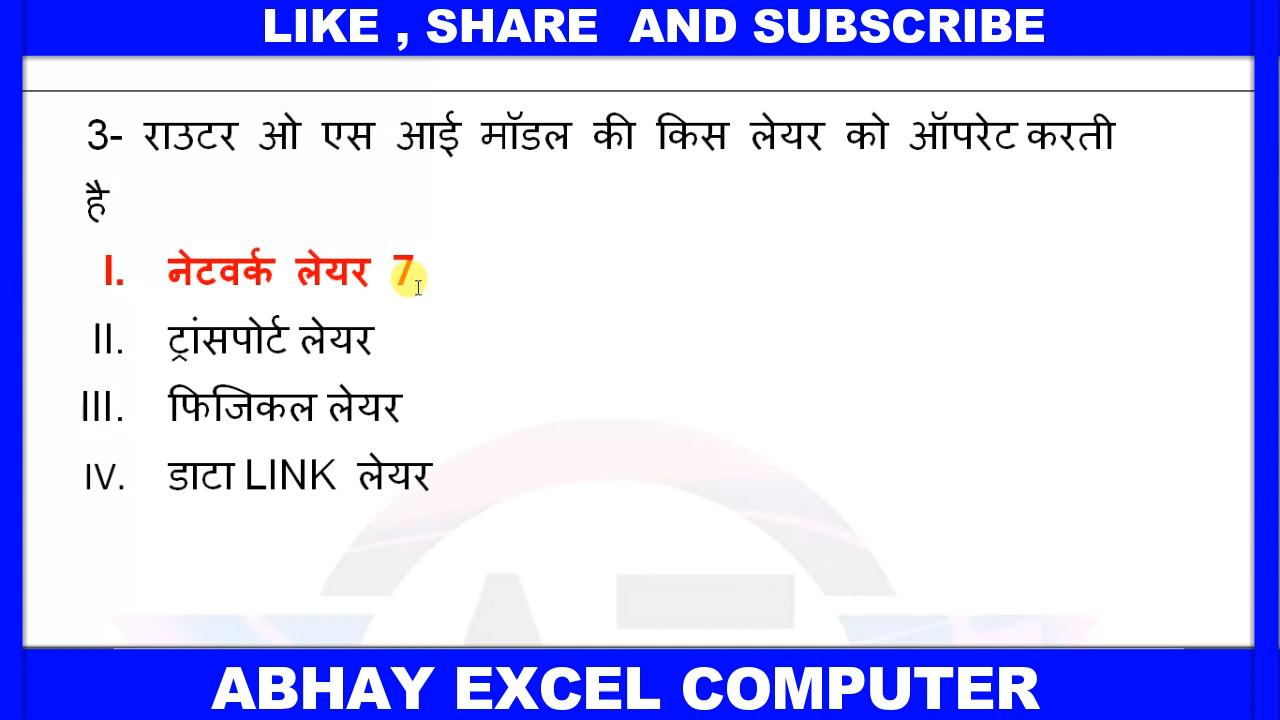 LIKE , SHARE AND SUBSCRIBE
3- राउटर ओ एस आई मॉडल की किस लेयर को ऑपरेट करती
है
I. नेटवर्क लेयर 7
II. ट्रांसपोर्ट लेयर
III. फिजिकल लेयर
IV. डाटा LINK लेयर
ABHAY EXCEL COMPUTER